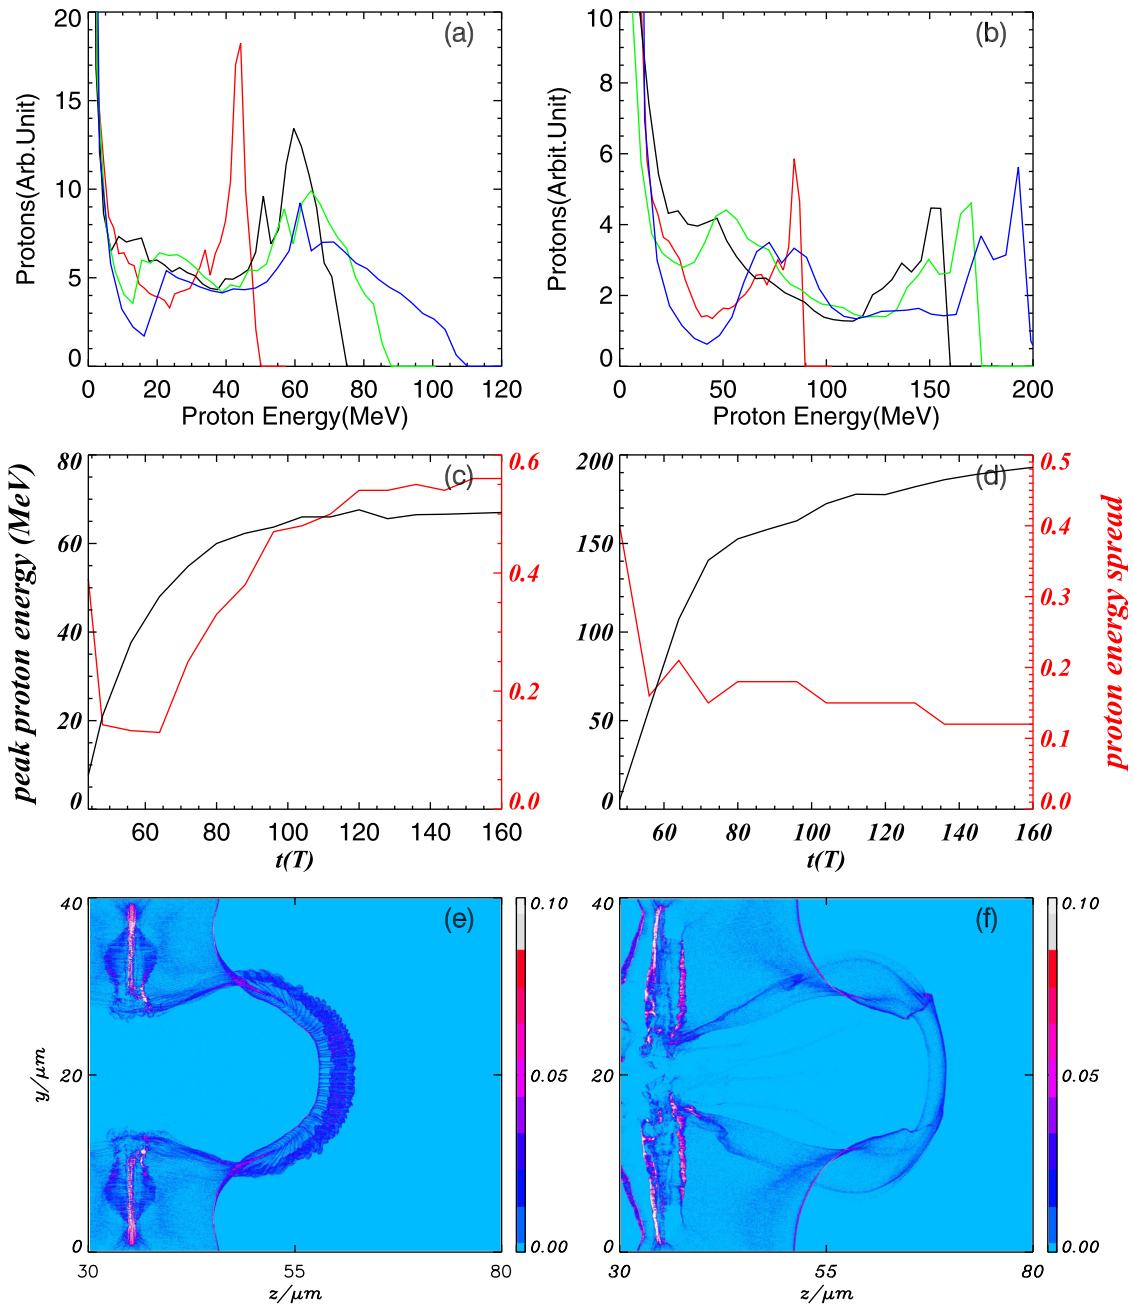 (a)
Protons(Arb.Unit)
20
15
10
5
0
0 20 40 60 80 100 120
Proton Energy(MeV)
(b)
Protons(Arbit.Unit)
10
8
6
4
2
0
0 50 100 150 200
Proton Energy(MeV)
(c)
peak proton energy (MeV)
80
60
40
20
0
0.6
0.4
0.2
0.0
60 80 100 120 140 160
t(T)
(d)
200
150
100
50
0
0.5
0.4
0.3
0.2
0.1
0.0
proton energy spread
60 80 100 120 140 160
t(T)
(e)
y/μm
40
20
0
30 55 80
z/μm
0.10
0.05
0.00
(f)
40
20
0
30 55 80
z/μm
0.10
0.05
0.00